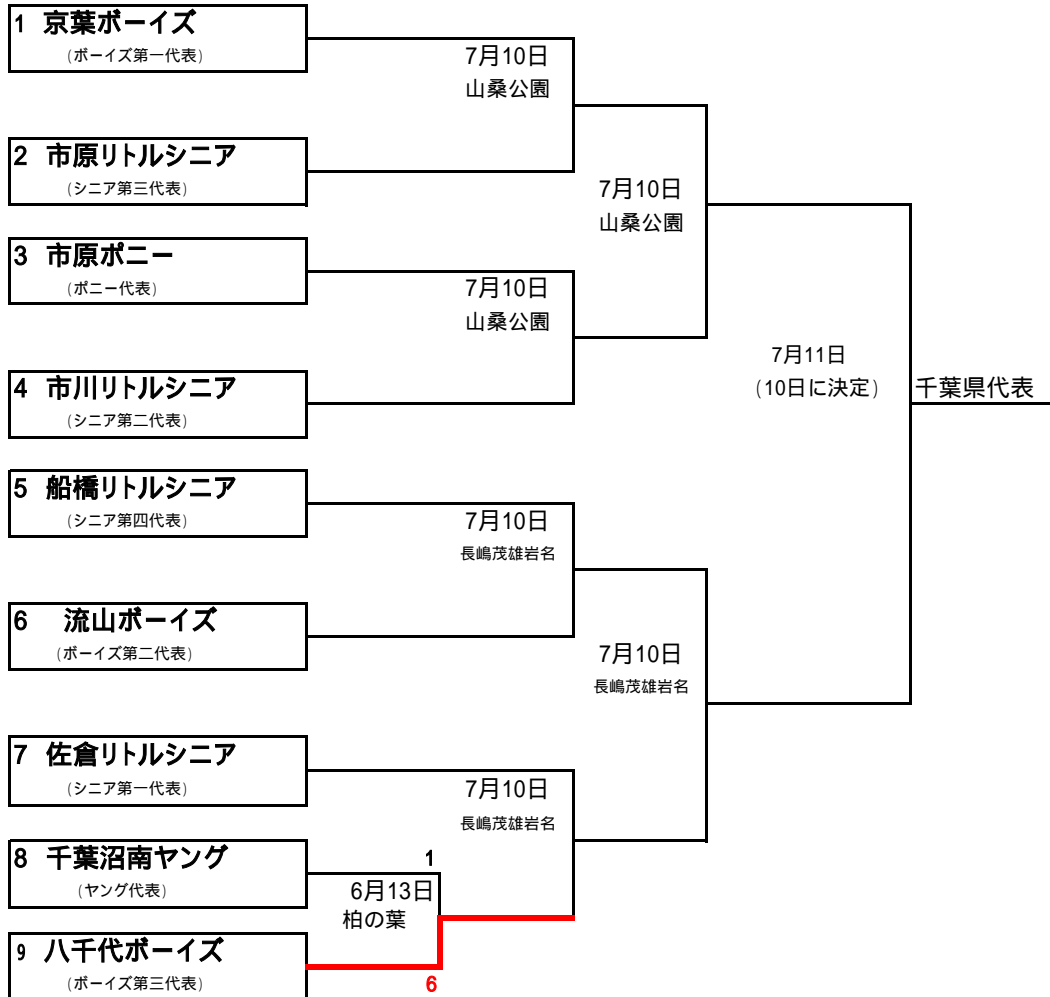 1 京葉ボーイズ
(ボーイズ第一代表)
7月10日
山桑公園
2 市原リトルシニア
(シニア第三代表)
7月10日
山桑公園
3 市原ポニー
(ポニー代表)
7月10日
山桑公園
4 市川リトルシニア
(シニア第二代表)
7月11日
(10日に決定)
千葉県代表
5 船橋リトルシニア
(シニア第四代表)
7月10日
長嶋茂雄岩名
6 流山ボーイズ
(ボーイズ第二代表)
7月10日
長嶋茂雄岩名
7 佐倉リトルシニア
(シニア第一代表)
7月10日
長嶋茂雄岩名
8 千葉沼南ヤング
(ヤング代表)
1
6月13日
柏の葉
9 八千代ボーイズ
(ボーイズ第三代表)
6